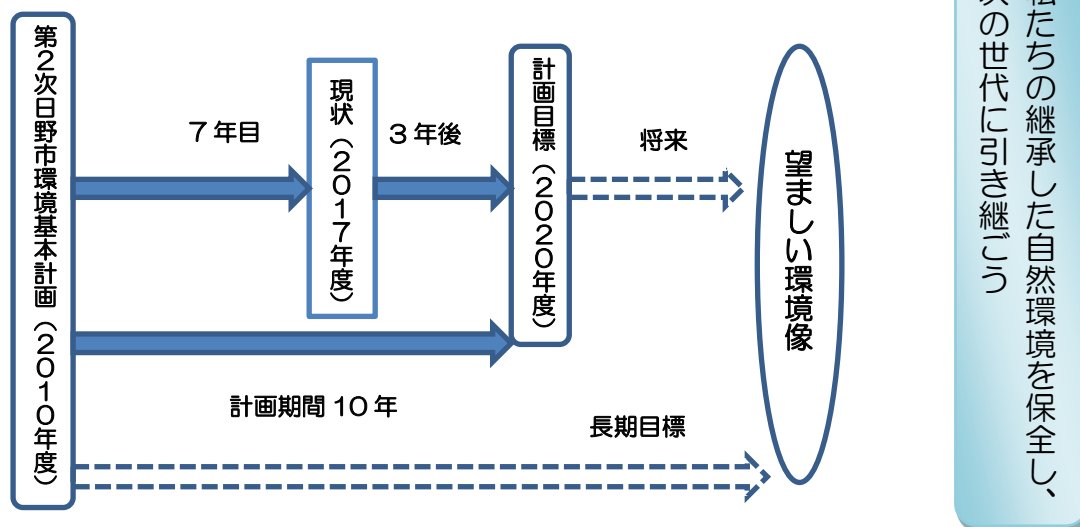 私たちの継承した自然環境を保全し、
次の世代に引き継ごう
第2次日野市環境基本計画（2010年度）
7年目
現状（2017年度）
3年後
計画目標（2020年度）
将来
望ましい環境像
計画期間10年
長期目標